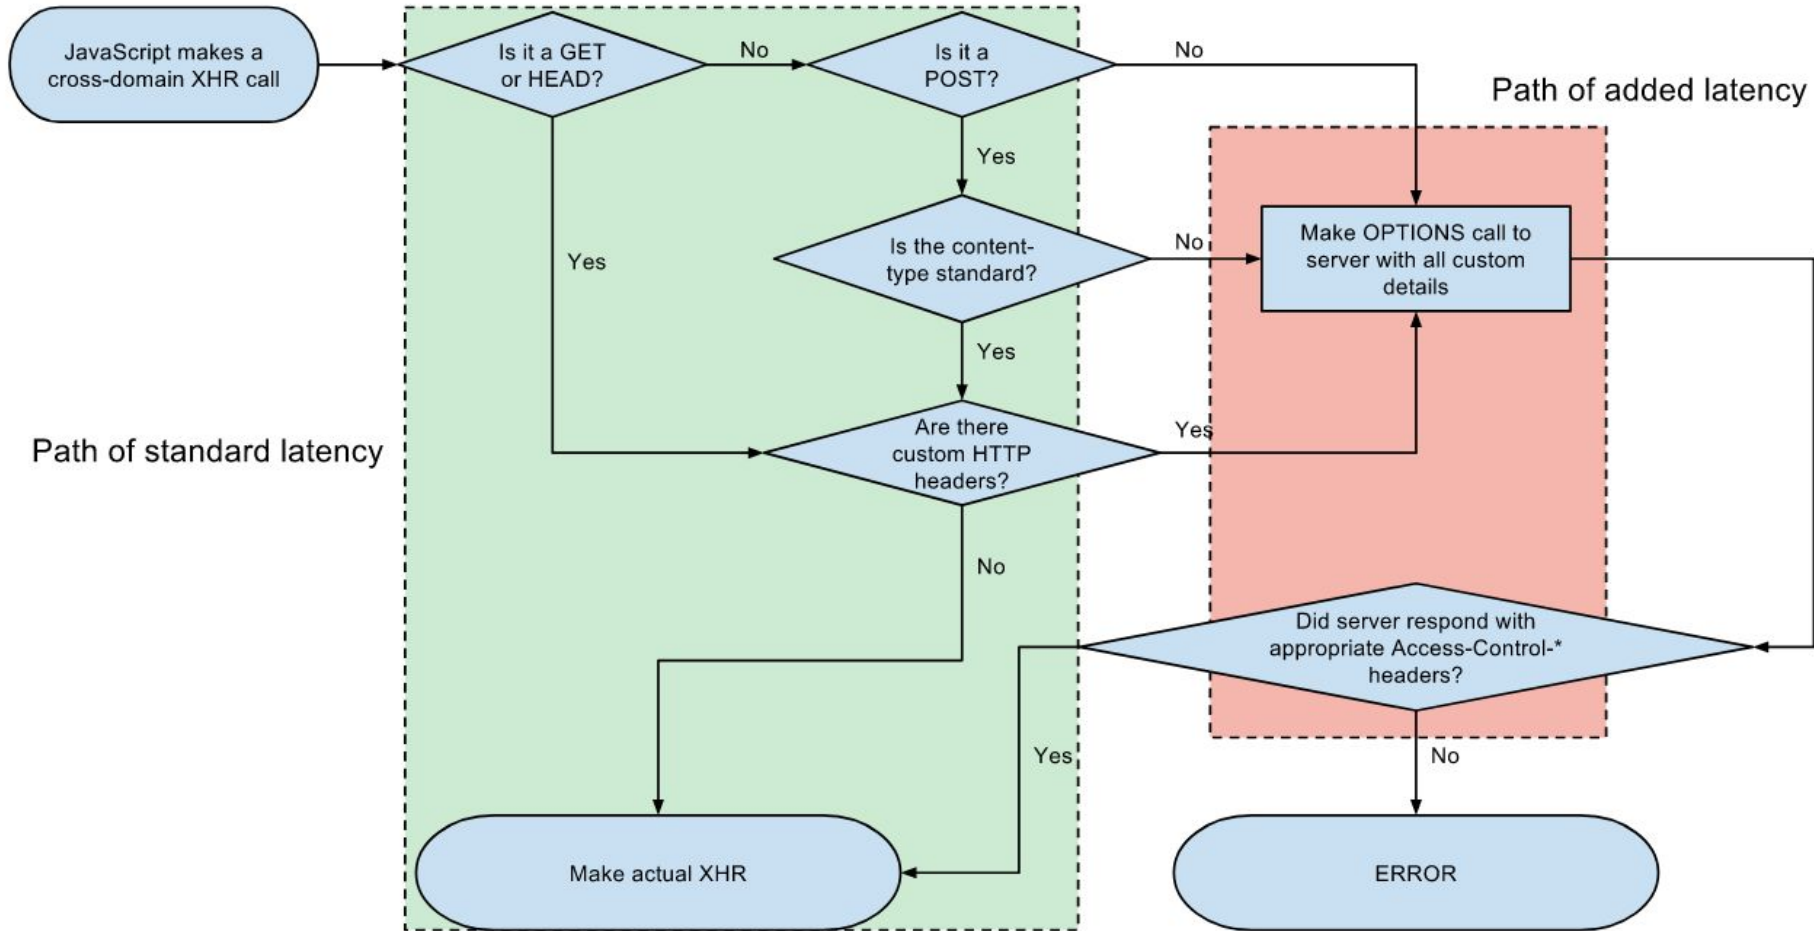 JavaScript makes a
cross-domain XHR call
Is it a GET
or HEAD?
No
Is it a
POST?
No
Path of added latency
Yes
Yes
Is the content-
type standard?
No
Make OPTIONS call to
server with all custom
details
Yes
Path of standard latency
Are there
custom HTTP
headers?
Yes
No
Did server respond with
appropriate Access-Control-*
headers?
Yes
No
Make actual XHR
ERROR